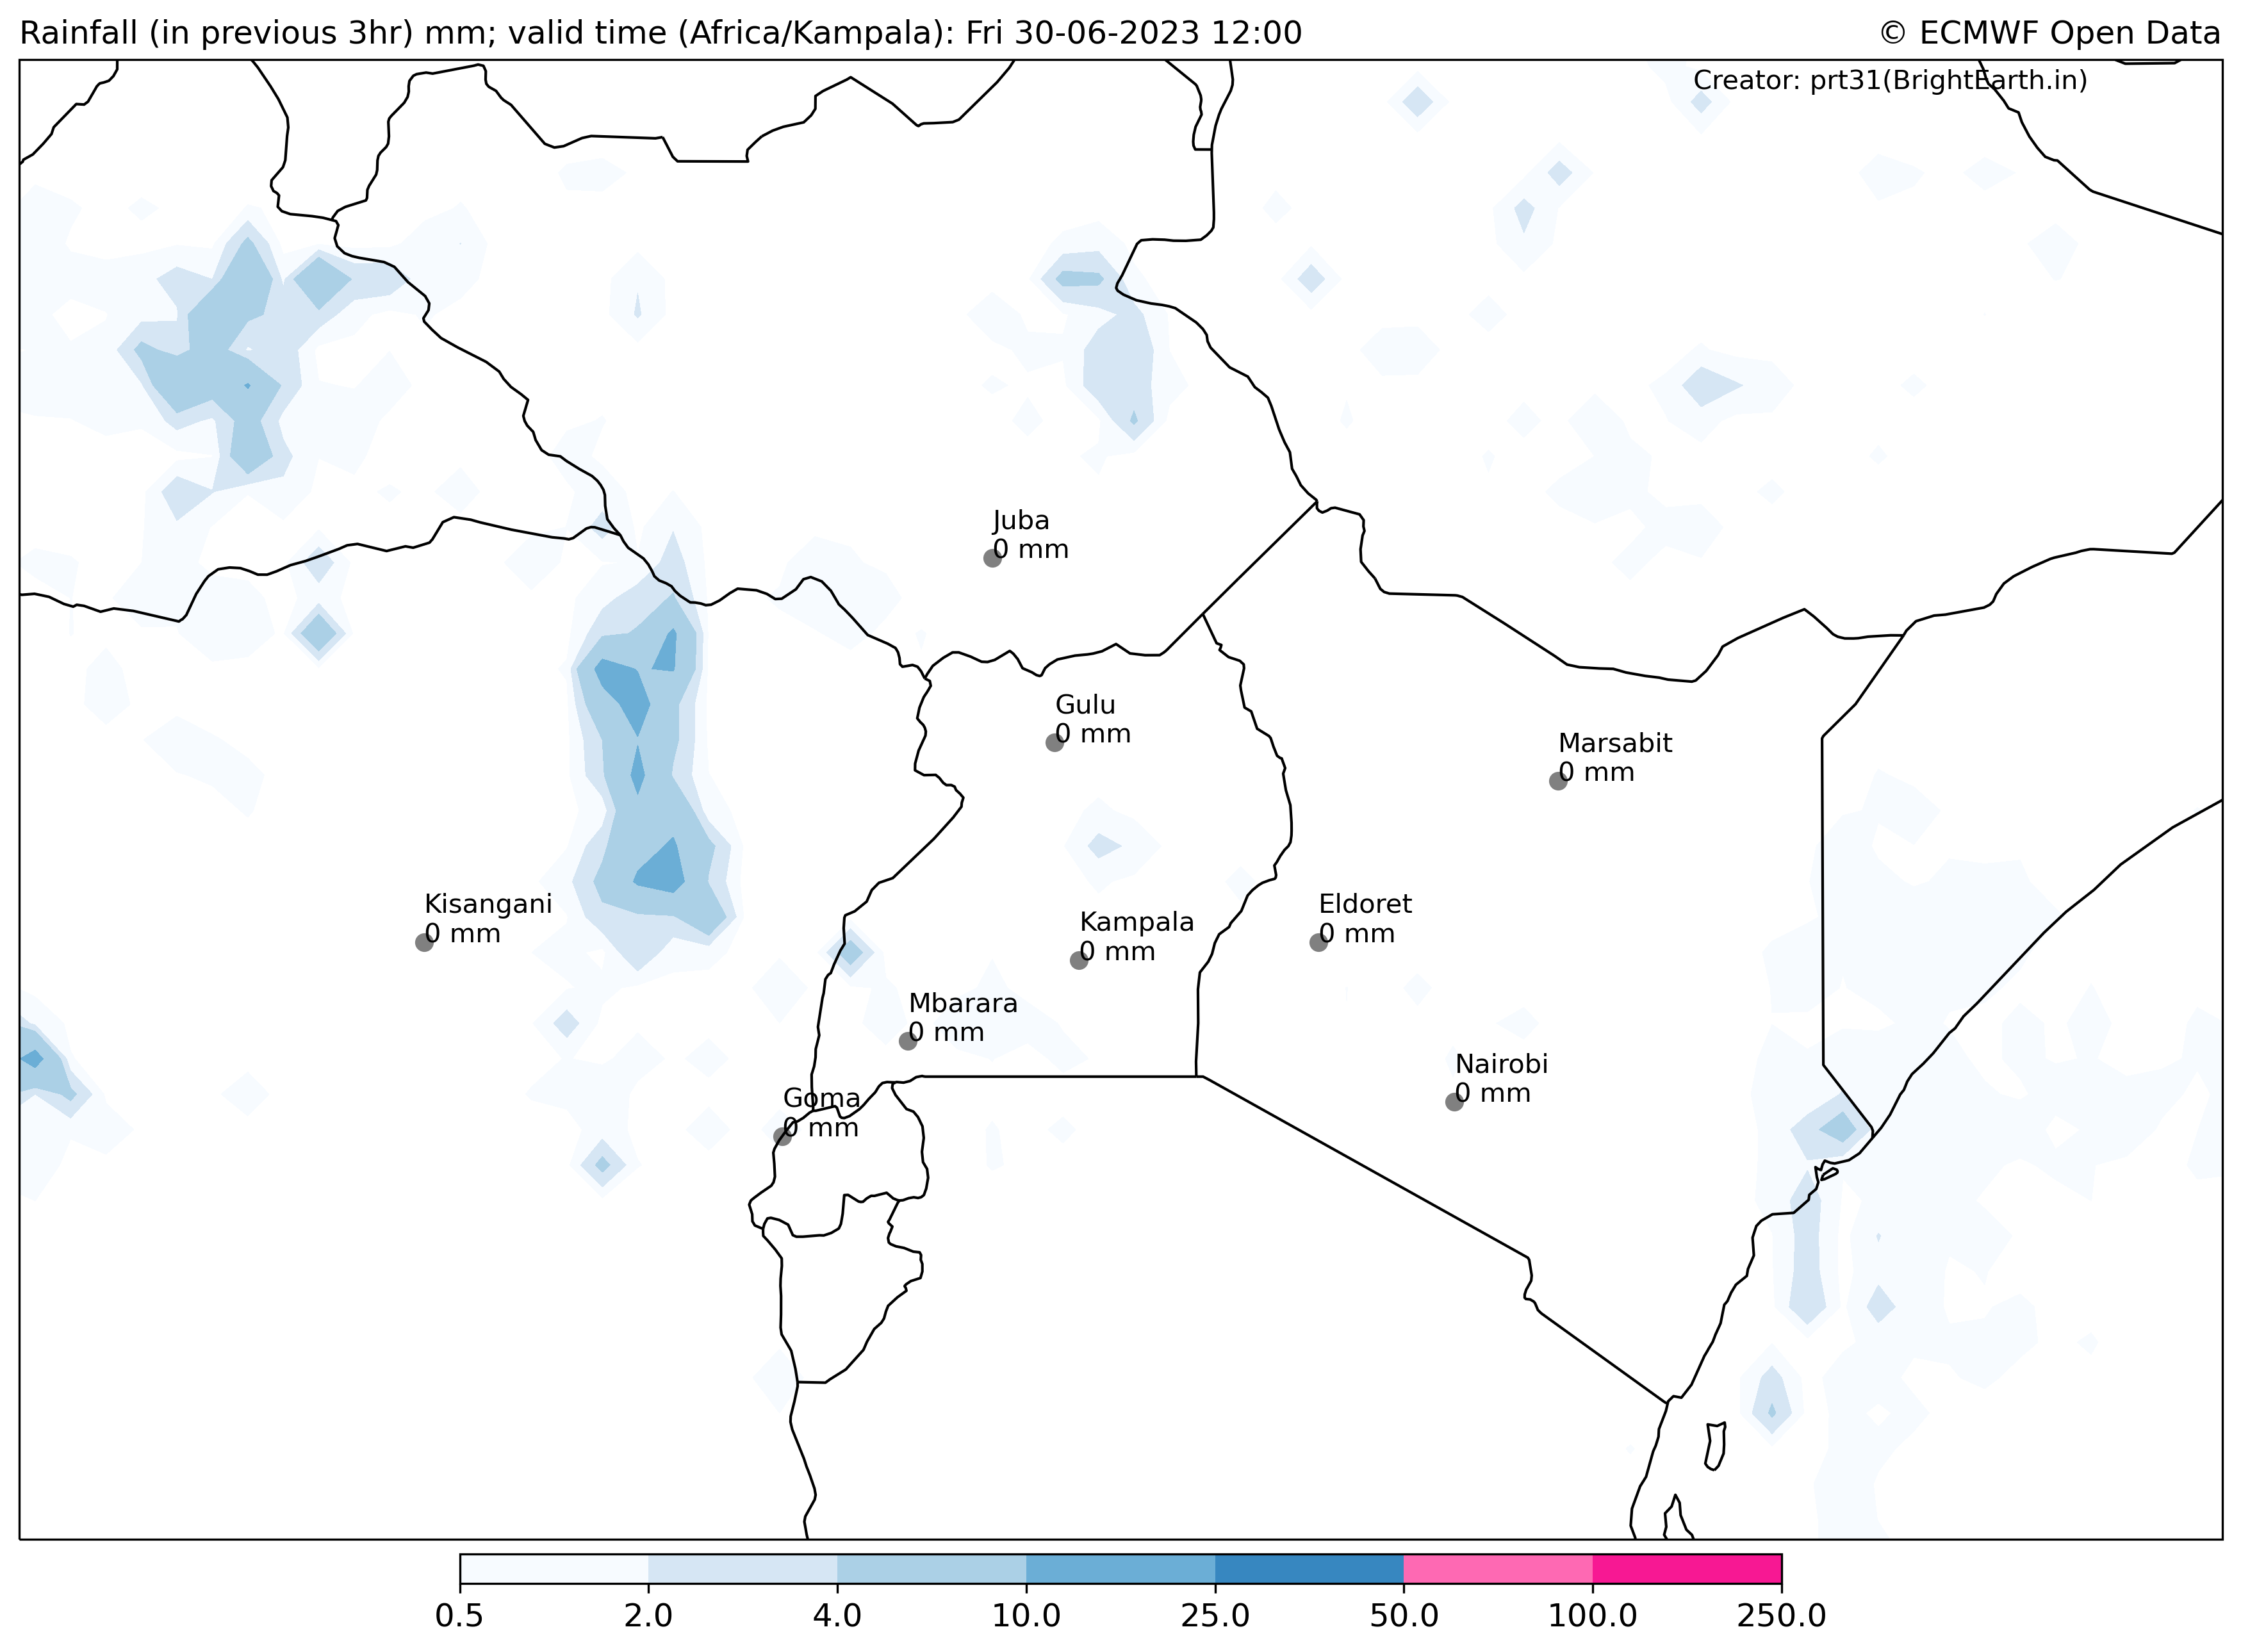 Rainfall (in previous 3hr) mm; valid time (Africa/Kampala): Fri 30-06-2023 12:00
© ECMWF Open Data
Creator: prt31(BrightEarth.in)
Juba
0 mm
Gulu
0 mm
Marsabit
0 mm
Kisangani
0 mm
Eldoret
0 mm
Kampala
0 mm
Mbarara
0 mm
Nairobi
0 mm
Goma
0 mm
0.5 2.0 4.0 10.0 25.0 50.0 100.0 250.0